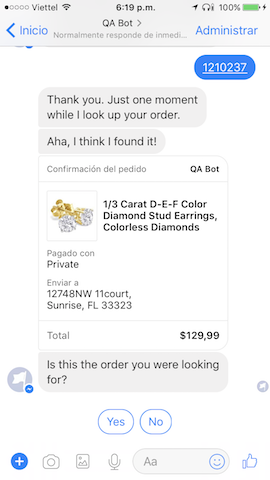 Viettel 6:19 p.m. 100%
Inicio
QA Bot >
Normalmente responde de inmedi...
Administrar
1210237
Thank you. Just one moment
while I look up your order.
Aha, I think I found it!
Confirmación del pedido QA Bot
1/3 Carat D-E-F Color
Diamond Stud Earrings,
Colorless Diamonds
Pagado con
Private
Enviar a
12748NW 11court,
Sunrise, FL 33323
Total $129,99
Is this the order you were looking
for?
Yes No
Aa